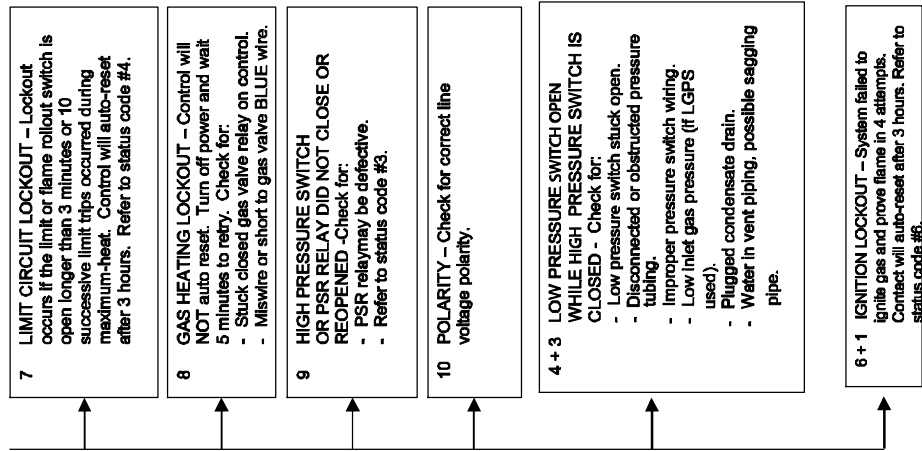 7 LIMIT CIRCUIT LOCKOUT – Lockout
occurs if the limit or flame rollout switch is
open longer than 3 minutes or 10
successive limit trips occurred during
maximum-heat. Control will auto-reset
after 3 hours. Refer to status code #4.
8 GAS HEATING LOCKOUT – Control will
NOT auto reset. Turn off power and wait
5 minutes to retry. Check for:
- Stuck closed gas valve relay on control.
- Miswire or short to gas valve BLUE wire.
9 HIGH PRESSURE SWITCH
OR PSR RELAY DID NOT CLOSE OR
REOPENED -Check for:
- PSR relaymay be defective.
- Refer to status code #3.
10 POLARITY – Check for correct line
voltage polarity.
4 + 3 LOW PRESSURE SWITCH OPEN
WHILE HIGH PRESSURE SWITCH IS
CLOSED - Check for:
- Low pressure switch stuck open.
- Disconnected or obstructed pressure
tubing.
- Improper pressure switch wiring.
- Low inlet gas pressure (if LGPS
used).
- Plugged condensate drain.
- Water in vent piping, possible sagging
pipe.
6 + 1 IGNITION LOCKOUT – System failed to
ignite gas and prove flame in 4 attempts.
Contact will auto-reset after 3 hours. Refer to
status code #6.